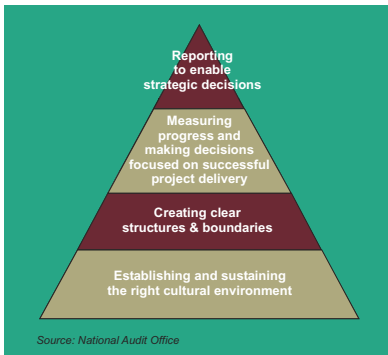 Reporting
to enable
strategic decisions
Measuring
progress and
making decisions
focused on successful
project delivery
Creating clear
structures & boundaries
Establishing and sustaining
the right cultural environment
Source: National Audit Office